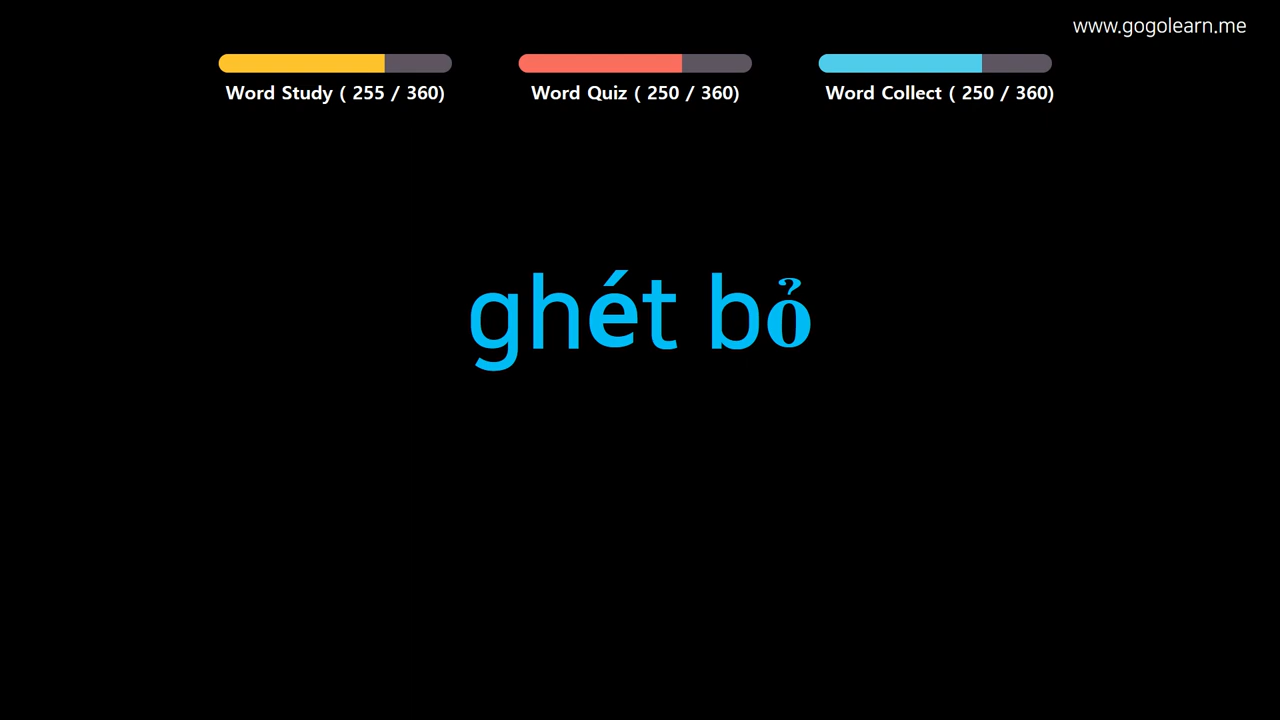 www.gogolearn.me
Word Study ( 255 / 360)
Word Quiz ( 250 / 360)
Word Collect ( 250 / 360)
ghét bỏ